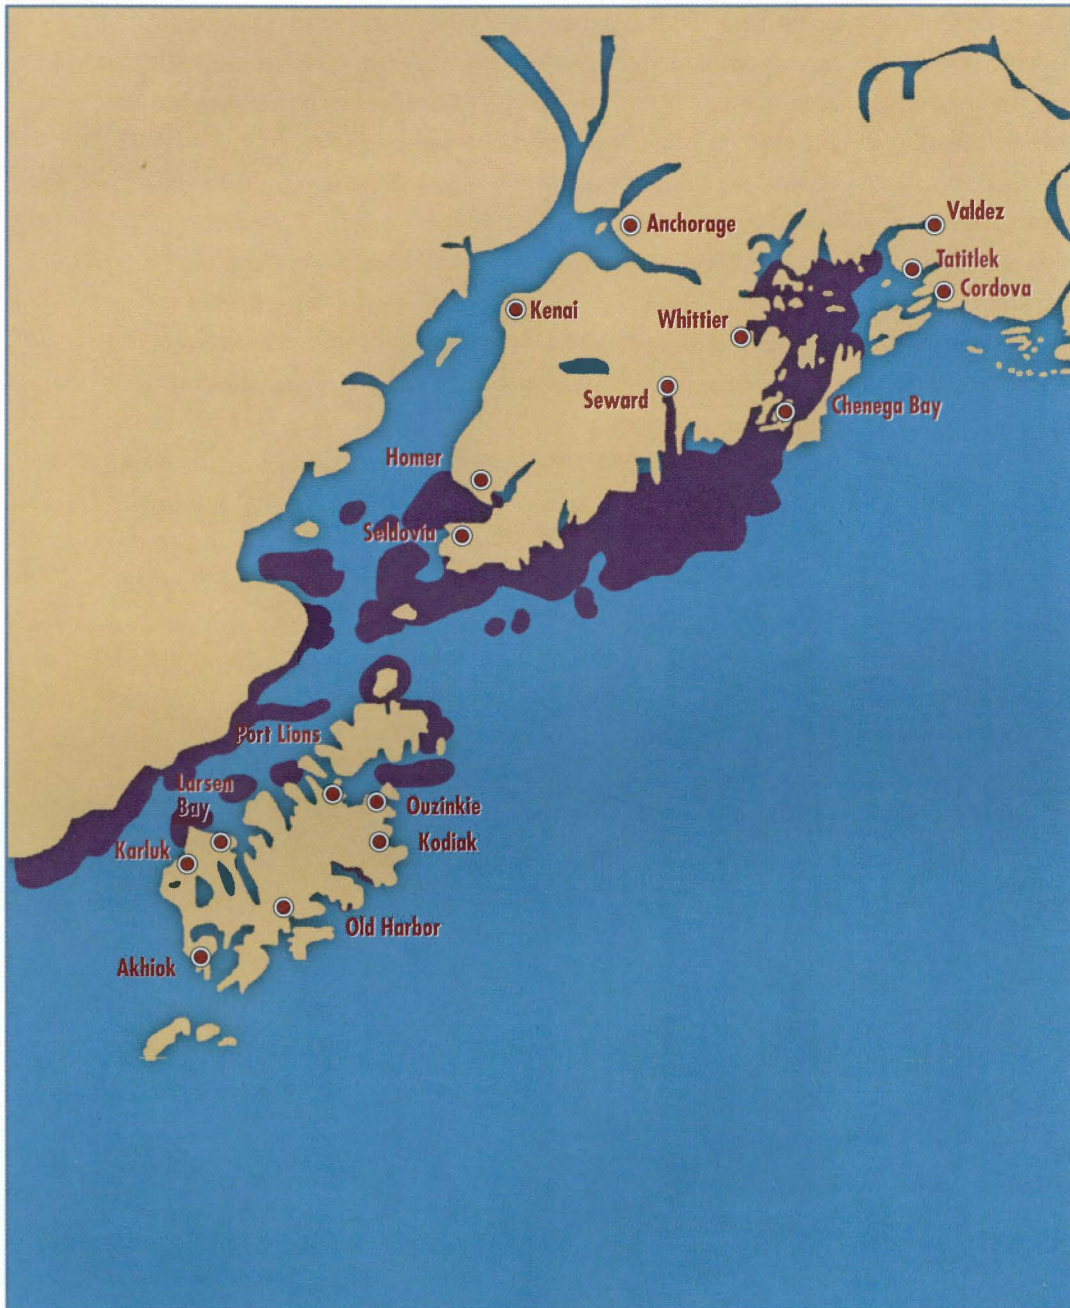 Valdez
Anchorage
Tatitlek
Cordova
Kenai
Whittier
Seward
Chenega Bay
Homer
Seldovia
Port Lions
Larsen
Bay
Ouzinkie
Kodiak
Karluk
Old Harbor
Akhiok